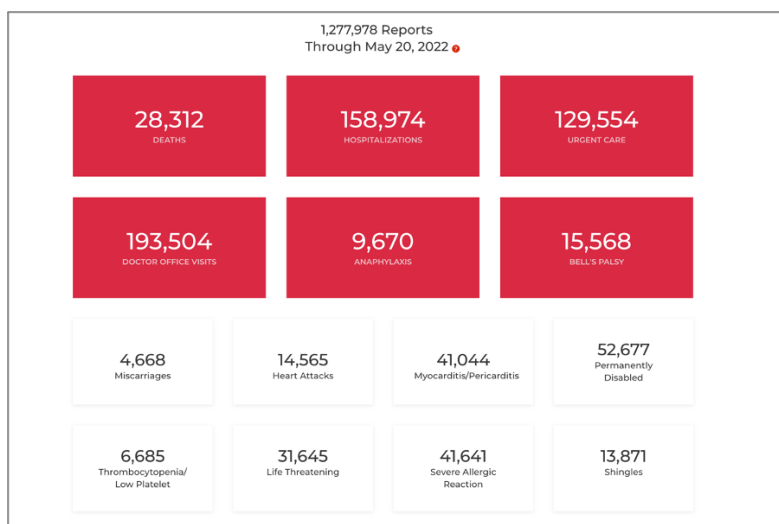 1,277,978 Reports
Through May 20, 2022 ?
28,312
DEATHS
158,974
HOSPITALIZATIONS
129,554
URGENT CARE
193,504
DOCTOR OFFICE VISITS
9,670
ANAPHYLAXIS
15,568
BELL'S PALSY
4,668
Miscarriages
14,565
Heart Attacks
41,044
Myocarditis/Pericarditis
52,677
Permanently
Disabled
6,685
Thrombocytopenia/
Low Platelet
31,645
Life Threatening
41,641
Severe Allergic
Reaction
13,871
Shingles